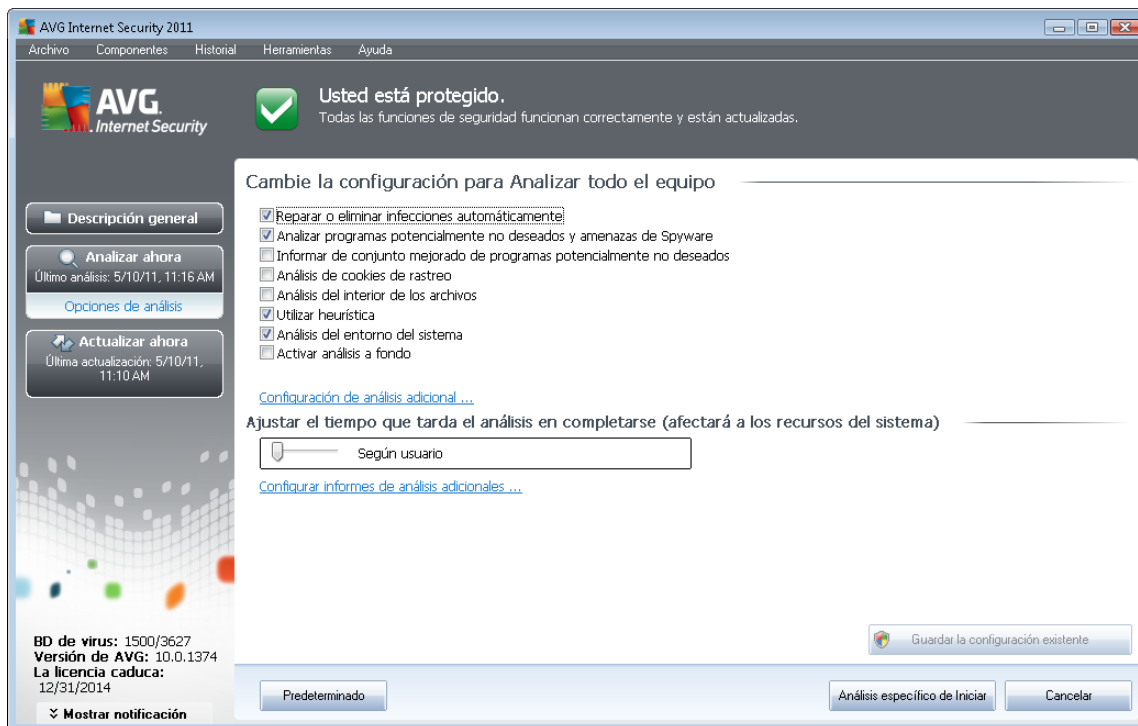 AVG Internet Security 2011
Archivo Componentes Historial Herramientas Ayuda
AVG.
Internet Security
Usted está protegido.
Todas las funciones de seguridad funcionan correctamente y están actualizadas.
Descripción general
Analizar ahora
Último análisis: 5/10/11, 11:16 AM
Opciones de análisis
Actualizar ahora
Última actualización: 5/10/11,
11:10 AM
BD de virus: 1500/3627
Versión de AVG: 10.0.1374
La licencia caduca:
12/31/2014
Mostrar notificación
Cambie la configuración para Analizar todo el equipo
Reparar o eliminar infecciones automáticamente
Analizar programas potencialmente no deseados y amenazas de Spyware
Informar de conjunto mejorado de programas potencialmente no deseados
Análisis de cookies de rastreo
Análisis del interior de los archivos
Utilizar heurística
Análisis del entorno del sistema
Activar análisis a fondo
Configuración de análisis adicional ...
Ajustar el tiempo que tarda el análisis en completarse (afectará a los recursos del sistema)
Según usuario
Configurar informes de análisis adicionales ...
Guardar la configuración existente
Predeterminado
Análisis específico de Iniciar
Cancelar